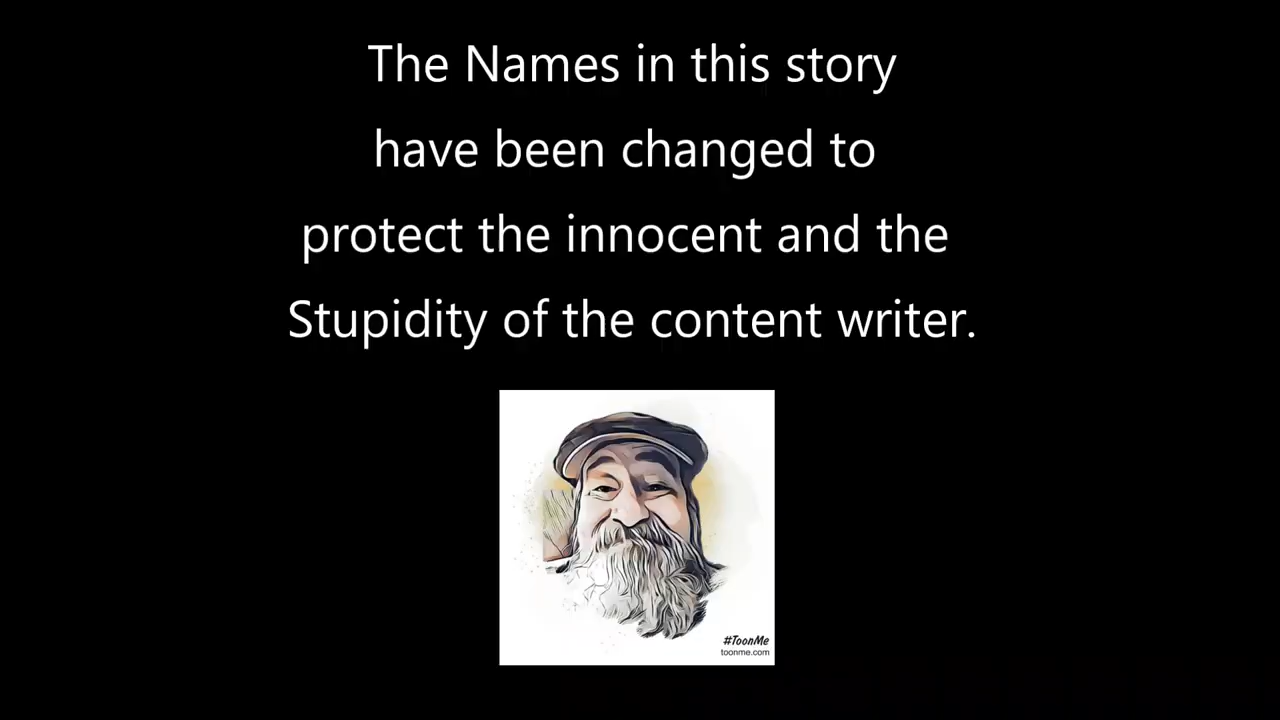 The Names in this story
have been changed to
protect the innocent and the
Stupidity of the content writer.
#ToonMe
toonme.com